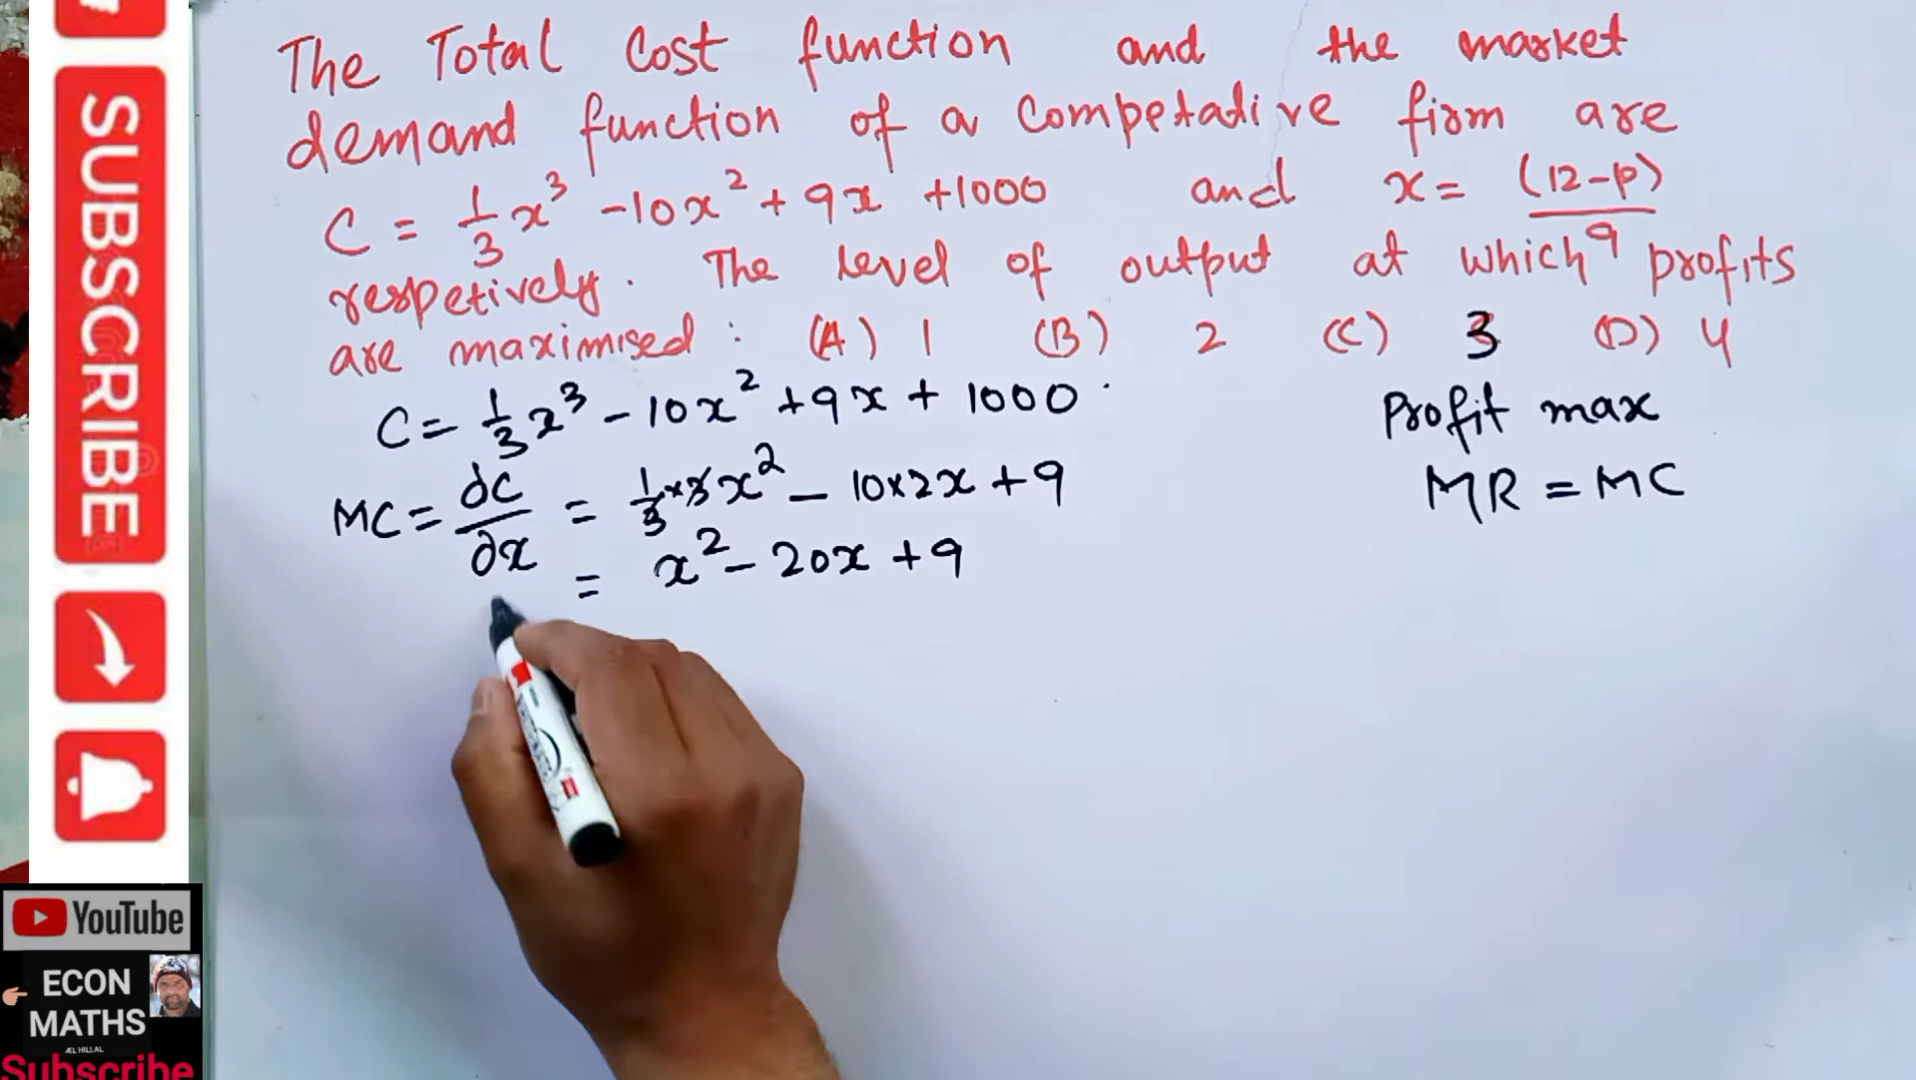 The Total Cost function and the market
demand function of a Competative firm are
C = 1/3 x³ - 10x² + 9x + 1000 and x = (12-p)/9
respetively. The level of output at which profits
are maximised : (A) 1 (B) 2 (C) 3 (D) 4
C = 1/3 x³ - 10x² + 9x + 1000
Profit max
MC = ∂C/∂x = 1/3 × 3x² - 10×2x + 9
MR = MC
= x² - 20x + 9
SUBSCRIBE
YouTube
ECON
MATHS
ÆL HILLAL
Subscribe